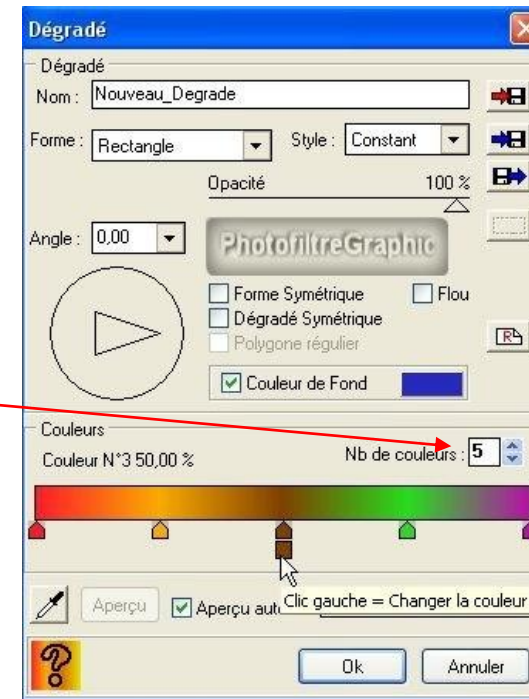 Dégradé
Dégradé
Nom : Nouveau_Degrade
Forme : Rectangle Style : Constant
Opacité 100 %
Angle : 0,00
PhotofiltreGraphic
Forme Symétrique Flou
Dégradé Symétrique
Polygone régulier
Couleur de Fond
Couleurs
Couleur N°3 50,00 % Nb de couleurs : 5
Aperçu Aperçu aut Clic gauche = Changer la couleur
Ok Annuler